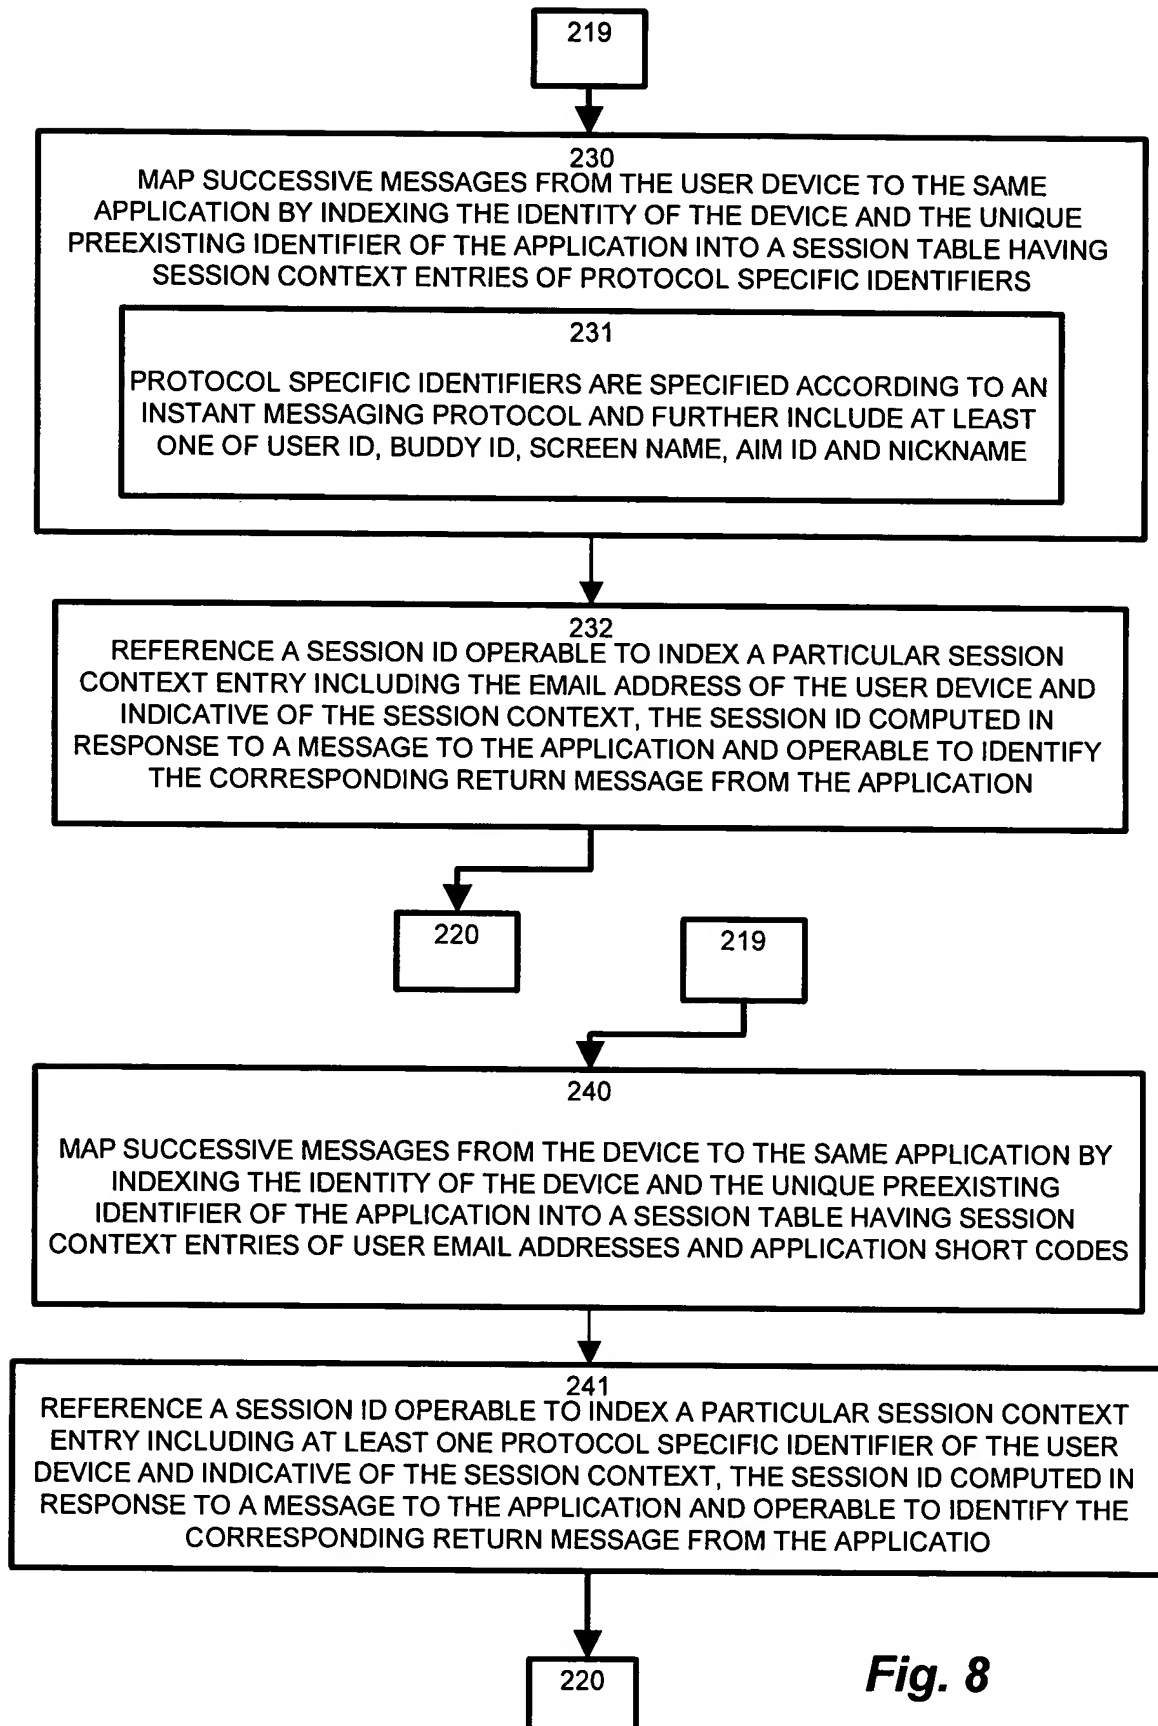 219
230
MAP SUCCESSIVE MESSAGES FROM THE USER DEVICE TO THE SAME
APPLICATION BY INDEXING THE IDENTITY OF THE DEVICE AND THE UNIQUE
PREEXISTING IDENTIFIER OF THE APPLICATION INTO A SESSION TABLE HAVING
SESSION CONTEXT ENTRIES OF PROTOCOL SPECIFIC IDENTIFIERS
231
PROTOCOL SPECIFIC IDENTIFIERS ARE SPECIFIED ACCORDING TO AN
INSTANT MESSAGING PROTOCOL AND FURTHER INCLUDE AT LEAST
ONE OF USER ID, BUDDY ID, SCREEN NAME, AIM ID AND NICKNAME
232
REFERENCE A SESSION ID OPERABLE TO INDEX A PARTICULAR SESSION
CONTEXT ENTRY INCLUDING THE EMAIL ADDRESS OF THE USER DEVICE AND
INDICATIVE OF THE SESSION CONTEXT, THE SESSION ID COMPUTED IN
RESPONSE TO A MESSAGE TO THE APPLICATION AND OPERABLE TO IDENTIFY
THE CORRESPONDING RETURN MESSAGE FROM THE APPLICATION
220
219
240
MAP SUCCESSIVE MESSAGES FROM THE DEVICE TO THE SAME APPLICATION BY
INDEXING THE IDENTITY OF THE DEVICE AND THE UNIQUE PREEXISTING
IDENTIFIER OF THE APPLICATION INTO A SESSION TABLE HAVING SESSION
CONTEXT ENTRIES OF USER EMAIL ADDRESSES AND APPLICATION SHORT CODES
241
REFERENCE A SESSION ID OPERABLE TO INDEX A PARTICULAR SESSION CONTEXT
ENTRY INCLUDING AT LEAST ONE PROTOCOL SPECIFIC IDENTIFIER OF THE USER
DEVICE AND INDICATIVE OF THE SESSION CONTEXT, THE SESSION ID COMPUTED IN
RESPONSE TO A MESSAGE TO THE APPLICATION AND OPERABLE TO IDENTIFY THE
CORRESPONDING RETURN MESSAGE FROM THE APPLICATIO
220
Fig. 8